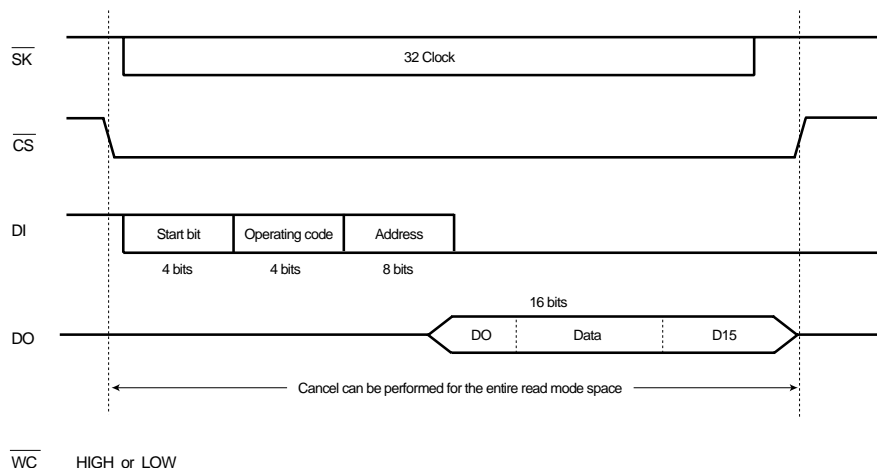 SK
32 Clock
CS
DI
Start bit
Operating code
Address
4 bits
4 bits
8 bits
16 bits
DO
DO
Data
D15
Cancel can be performed for the entire read mode space
WC HIGH or LOW